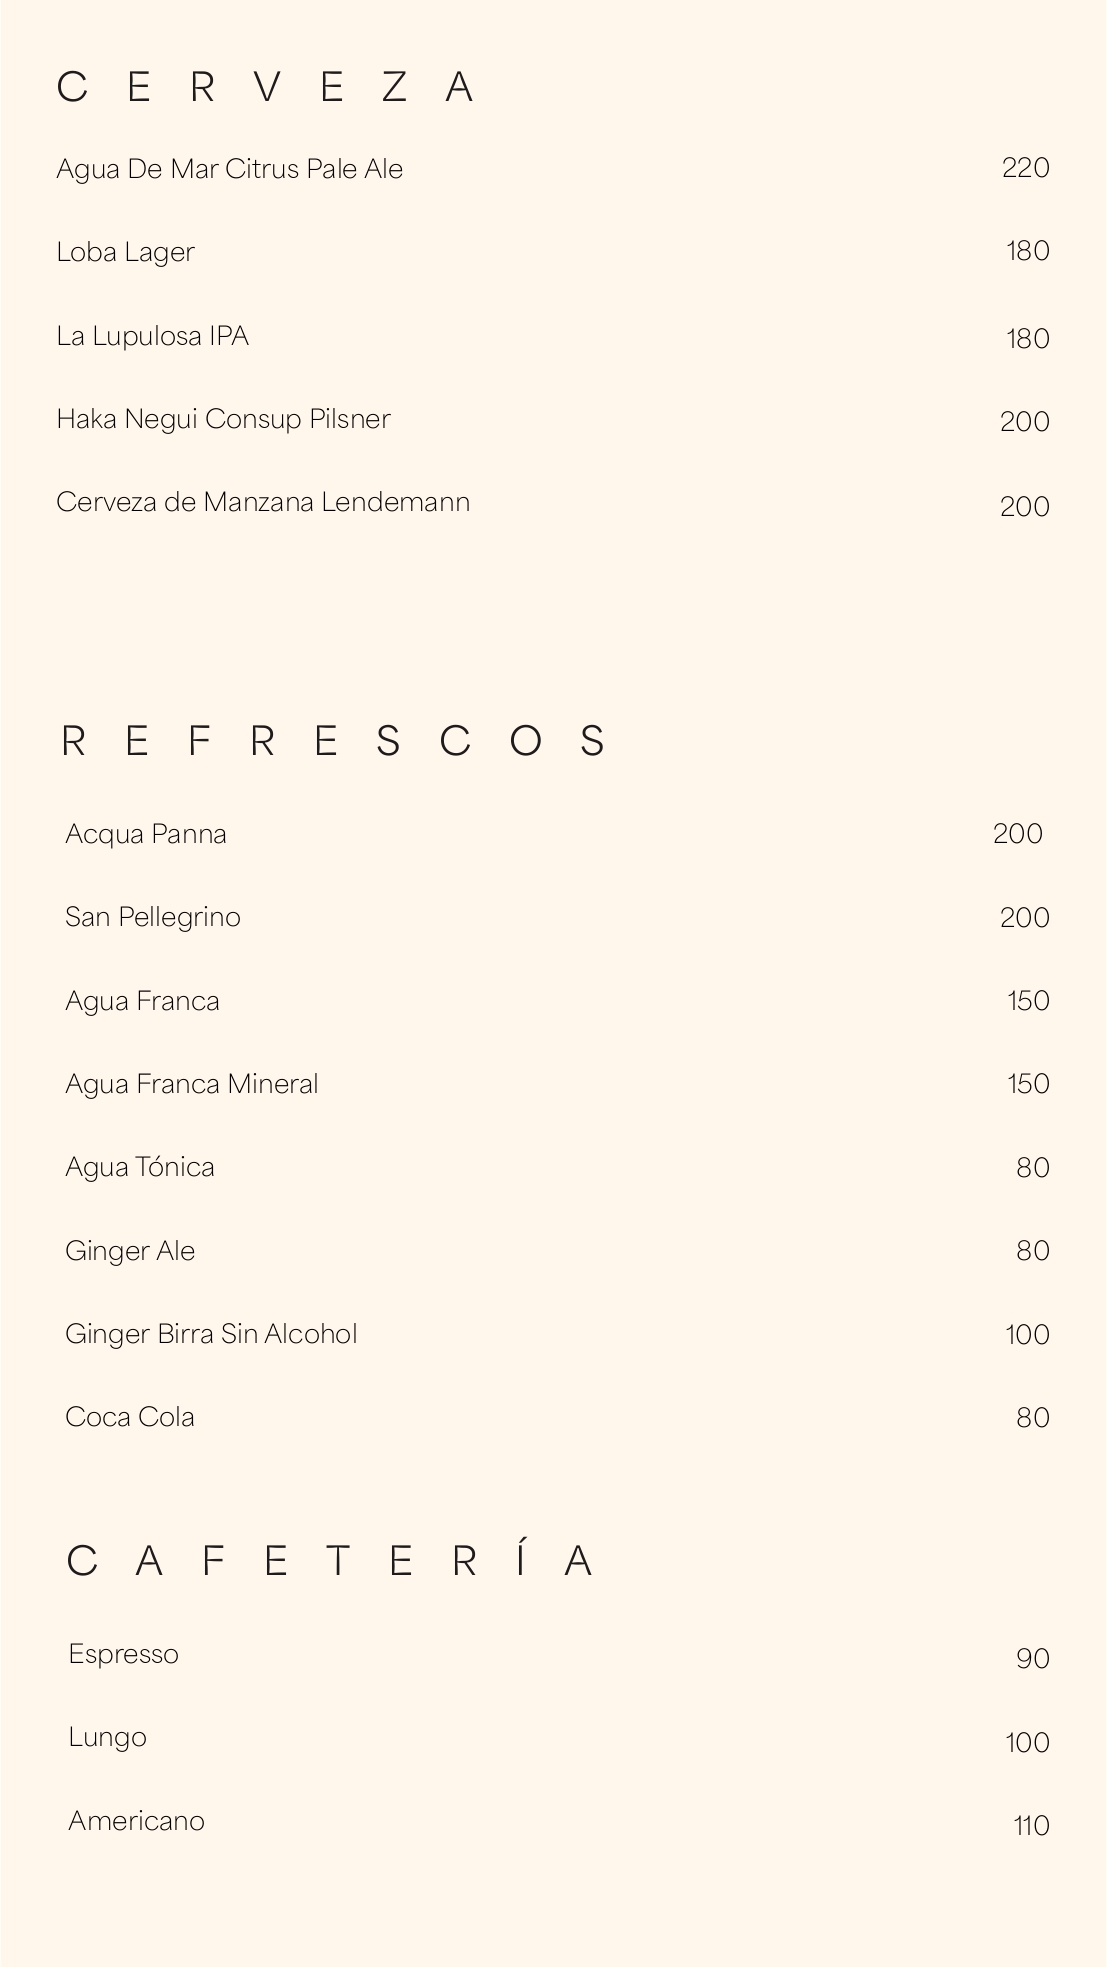 CERVEZA
Agua De Mar Citrus Pale Ale 220
Loba Lager 180
La Lupulosa IPA 180
Haka Negui Consup Pilsner 200
Cerveza de Manzana Lendemann 200
REFRESCOS
Acqua Panna 200
San Pellegrino 200
Agua Franca 150
Agua Franca Mineral 150
Agua Tónica 80
Ginger Ale 80
Ginger Birra Sin Alcohol 100
Coca Cola 80
CAFETERÍA
Espresso 90
Lungo 100
Americano 110